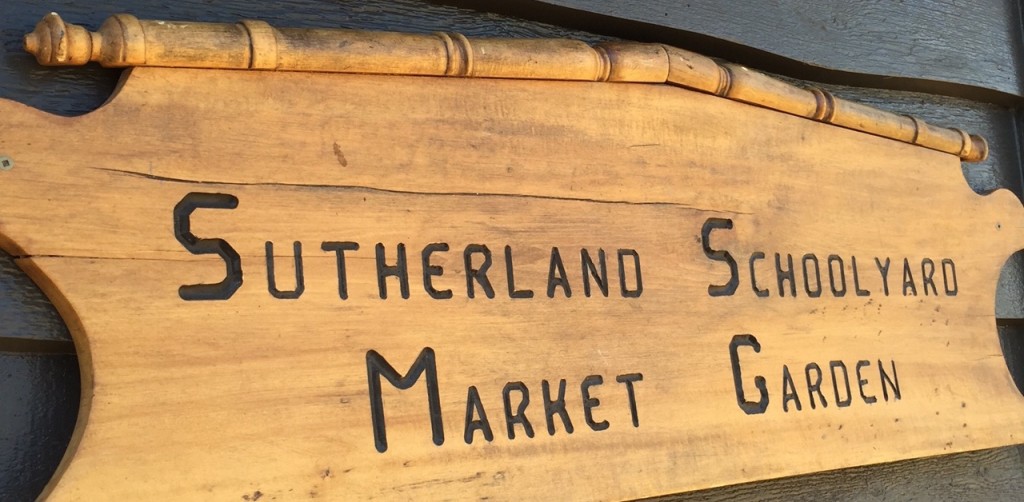 SUTHERLAND SCHOOLYARD
MARKET GARDEN